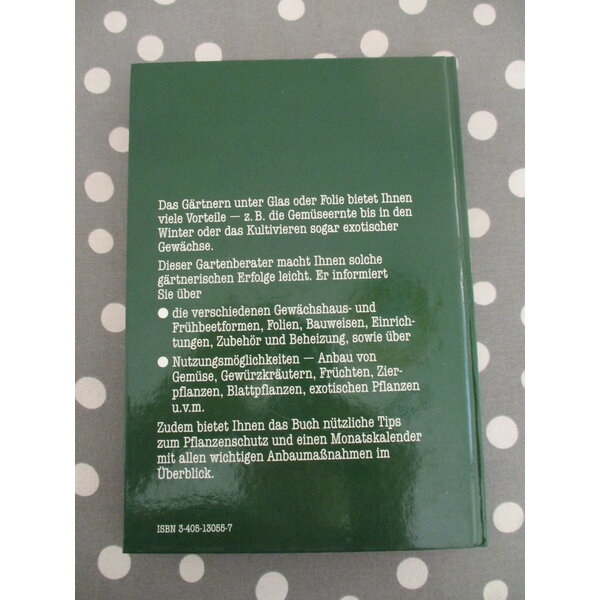 Das Gärtnern unter Glas oder Folie bietet Ihnen
viele Vorteile — z. B. die Gemüseernte bis in den
Winter oder das Kultivieren sogar exotischer
Gewächse.
Dieser Gartenberater macht Ihnen solche
gärtnerischen Erfolge leicht. Er informiert
Sie über
● die verschiedenen Gewächshaus- und
Frühbeetformen, Folien, Bauweisen, Einrich-
tungen, Zubehör und Beheizung, sowie über
● Nutzungsmöglichkeiten — Anbau von
Gemüse, Gewürzkräutern, Früchten, Zier-
pflanzen, Blattpflanzen, exotischen Pflanzen
u.v.m.
Zudem bietet Ihnen das Buch nützliche Tips
zum Pflanzenschutz und einen Monatskalender
mit allen wichtigen Anbaumaßnahmen im
Überblick.
ISBN 3-405-13055-7